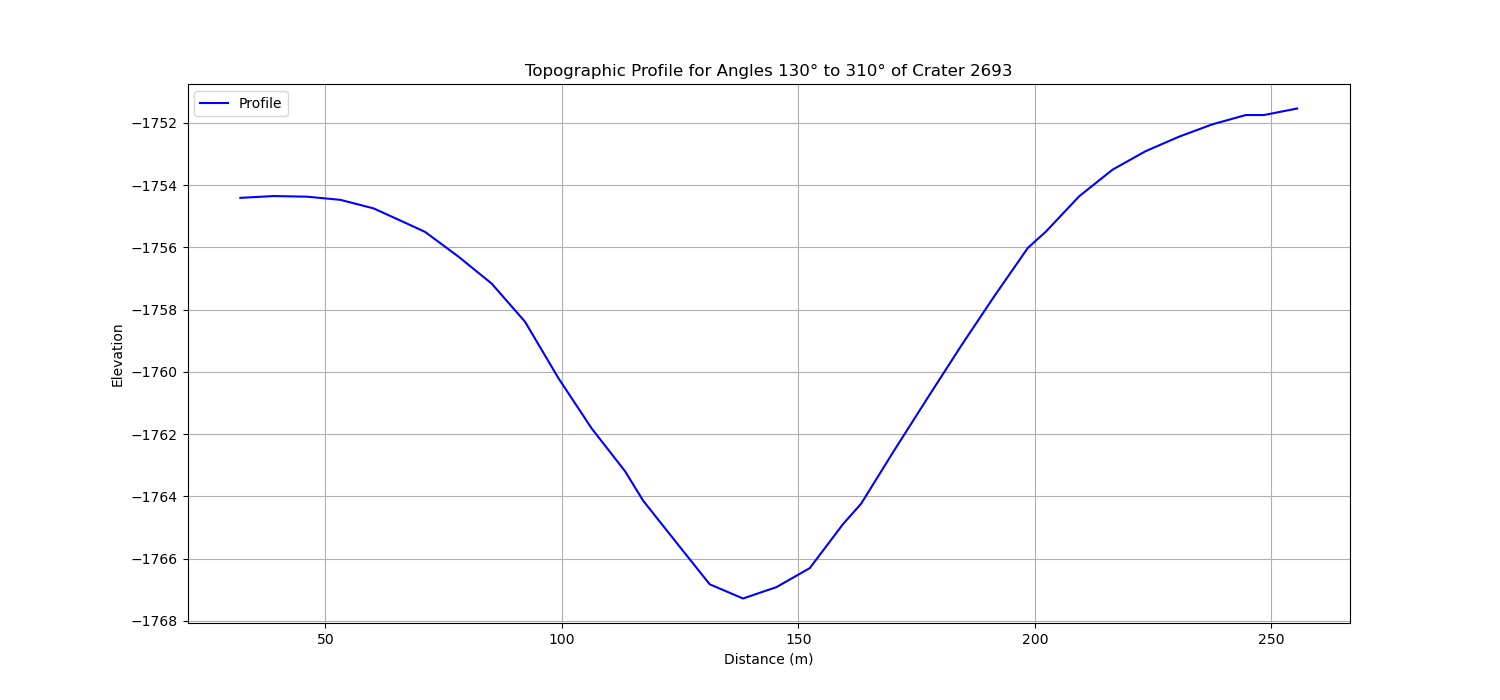 Topographic Profile for Angles 130° to 310° of Crater 2693
Profile
−1752
−1754
−1756
−1758
−1760
−1762
−1764
−1766
−1768
Elevation
50 100 150 200 250
Distance (m)